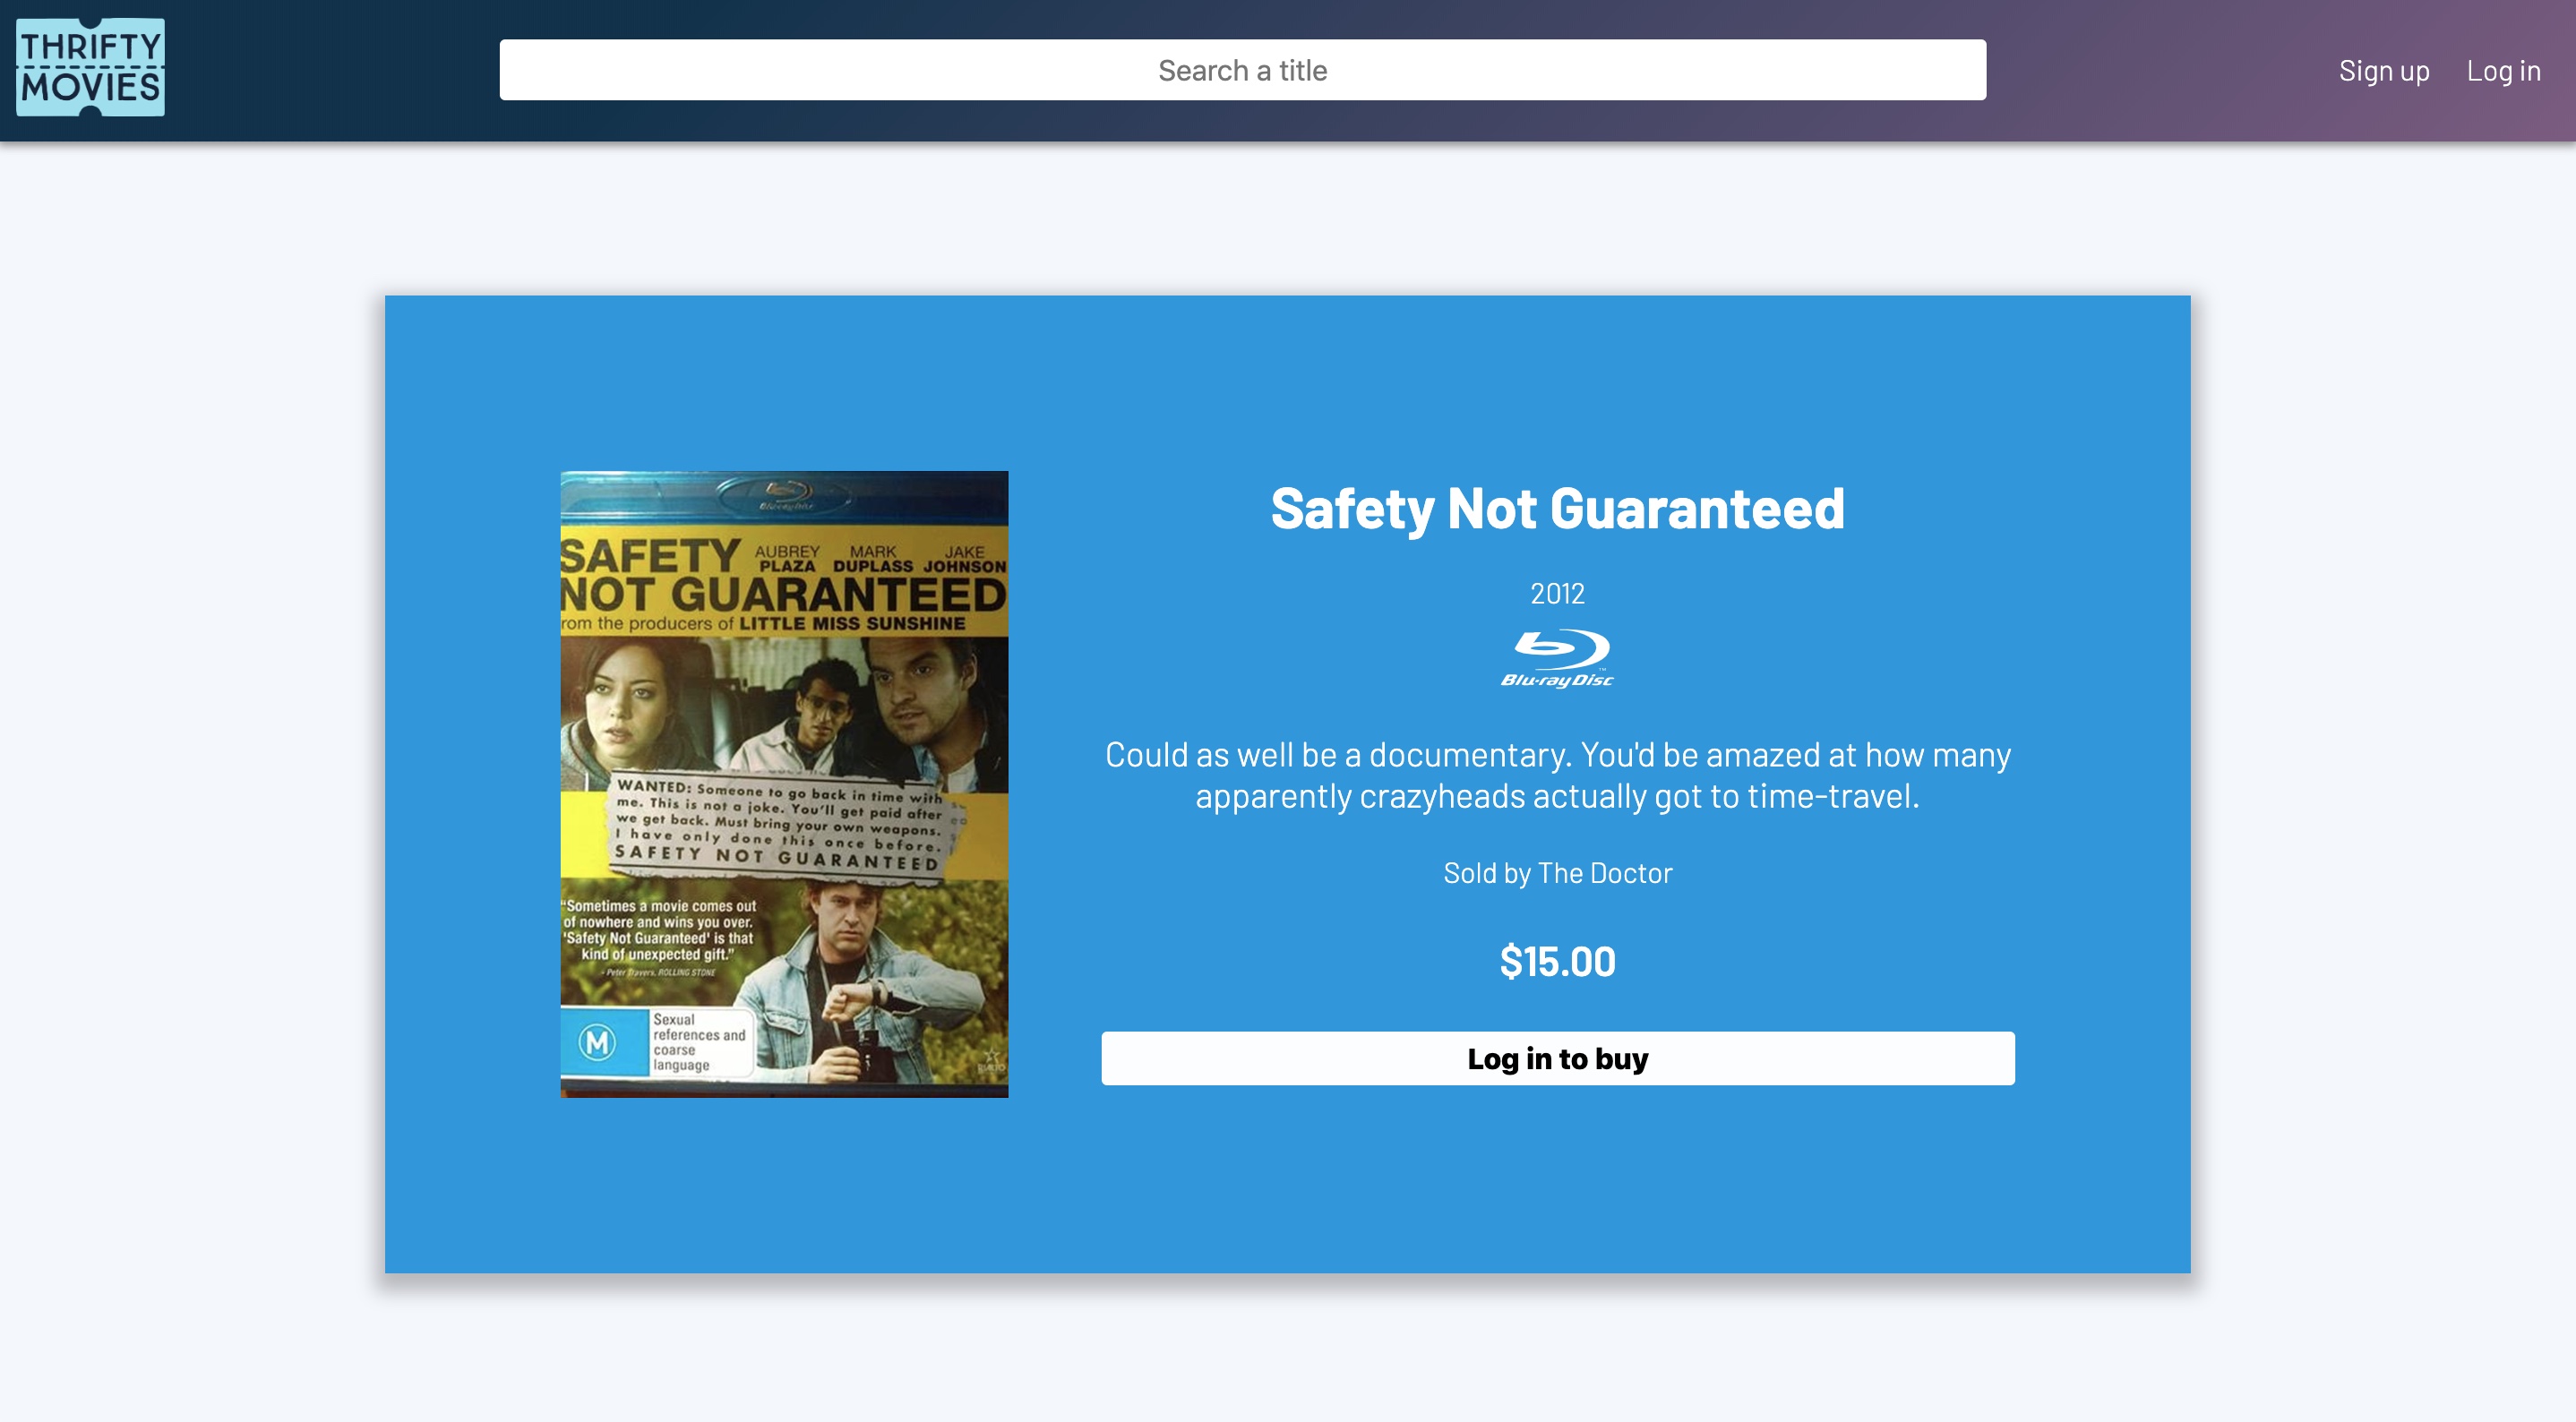 THRIFTY
MOVIES
Search a title
Sign up
Log in
Blu-ray Disc
SAFETY
AUBREY PLAZA
MARK DUPLASS
JAKE JOHNSON
NOT GUARANTEED
rom the producers of LITTLE MISS SUNSHINE
WANTED: Someone to go back in time with
me. This is not a joke. You'll get paid after
we get back. Must bring your own weapons.
I have only done this once before.
SAFETY NOT GUARANTEED
"Sometimes a movie comes out
of nowhere and wins you over.
'Safety Not Guaranteed' is that
kind of unexpected gift."
- Peter Travers, ROLLING STONE
M
Sexual
references and
coarse
language
Safety Not Guaranteed
2012
Blu-ray Disc
TM
Could as well be a documentary. You'd be amazed at how many
apparently crazyheads actually got to time-travel.
Sold by The Doctor
$15.00
Log in to buy